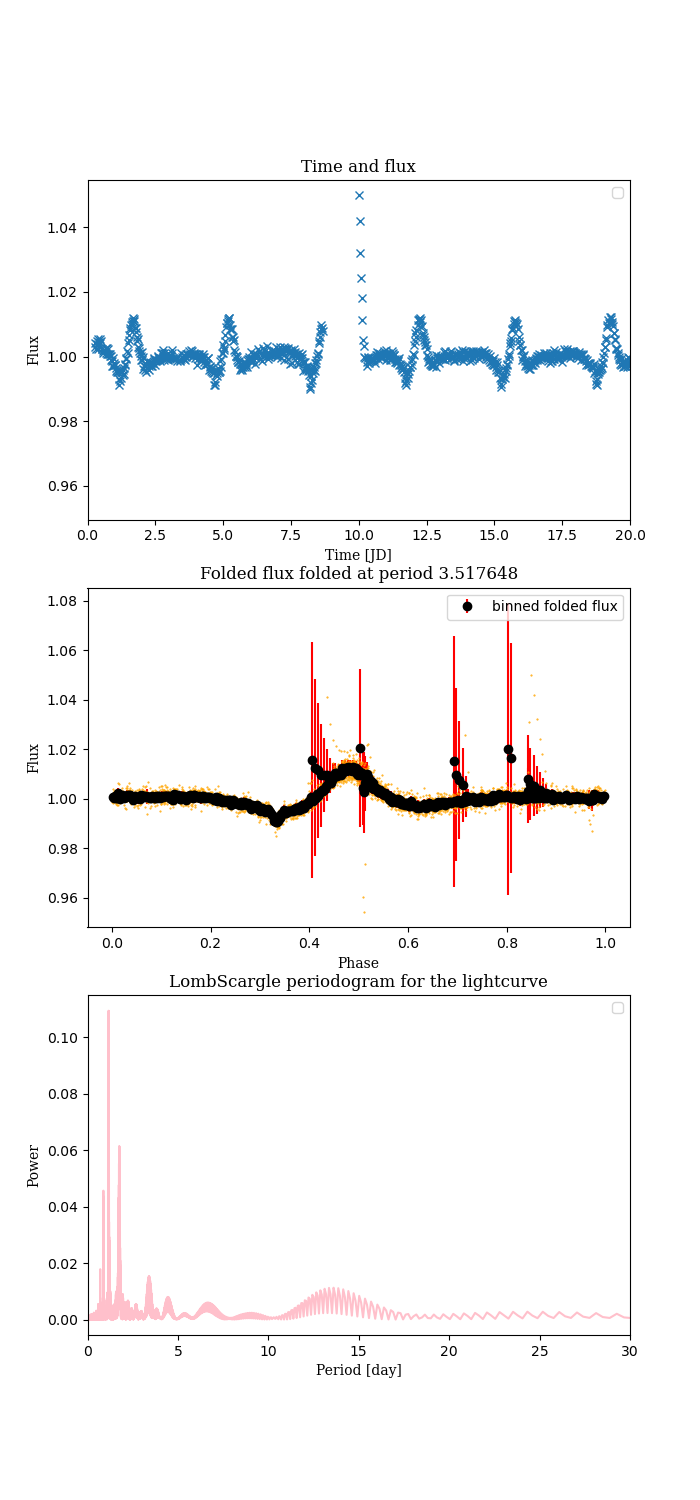 Time and flux
1.04
1.02
1.00
0.98
0.96
Flux
0.0 2.5 5.0 7.5 10.0 12.5 15.0 17.5 20.0
Time [JD]
Folded flux folded at period 3.517648
binned folded flux
1.08
1.06
1.04
1.02
1.00
0.98
0.96
Flux
0.0 0.2 0.4 0.6 0.8 1.0
Phase
LombScargle periodogram for the lightcurve
0.10
0.08
0.06
0.04
0.02
0.00
Power
0 5 10 15 20 25 30
Period [day]